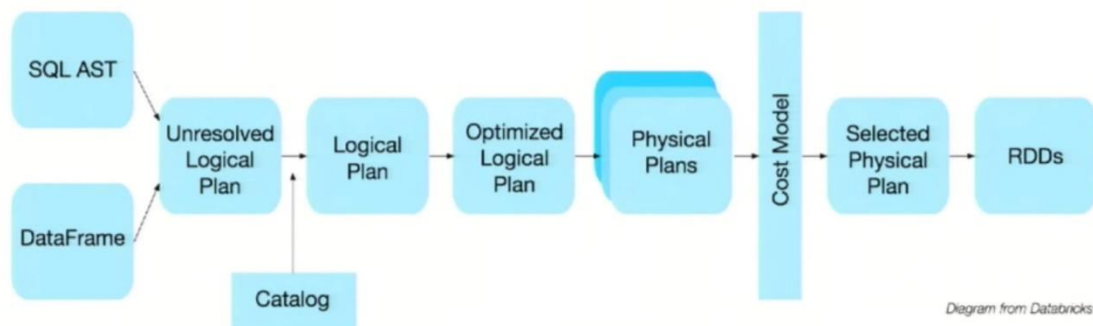 SQL AST
DataFrame
Unresolved
Logical
Plan
Catalog
Logical
Plan
Optimized
Logical
Plan
Physical
Plans
Cost Model
Selected
Physical
Plan
RDDs
Diagram from Databricks